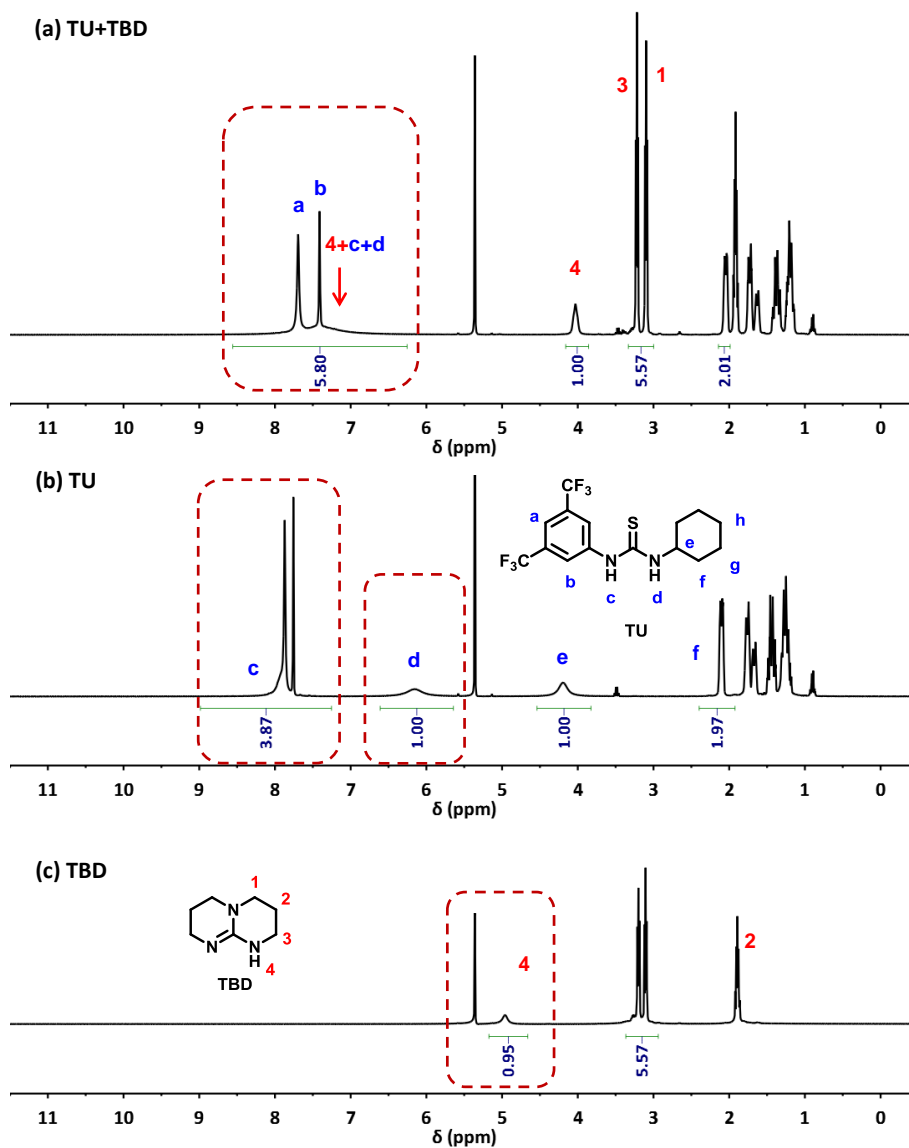 (a) TU+TBD
3
1
b
a
4+c+d
4
5.80
1.00
5.57
2.01
11 10 9 8 7 6 5 4 3 2 1 0
δ (ppm)
(b) TU
CF3
a
S
h
e
F3C
N
H
N
H
g
b
c
d
f
TU
c
d
e
f
3.87
1.00
1.00
1.97
11 10 9 8 7 6 5 4 3 2 1 0
δ (ppm)
(c) TBD
1
2
N
3
N
N
H
4
TBD
4
2
0.95
5.57
11 10 9 8 7 6 5 4 3 2 1 0
δ (ppm)